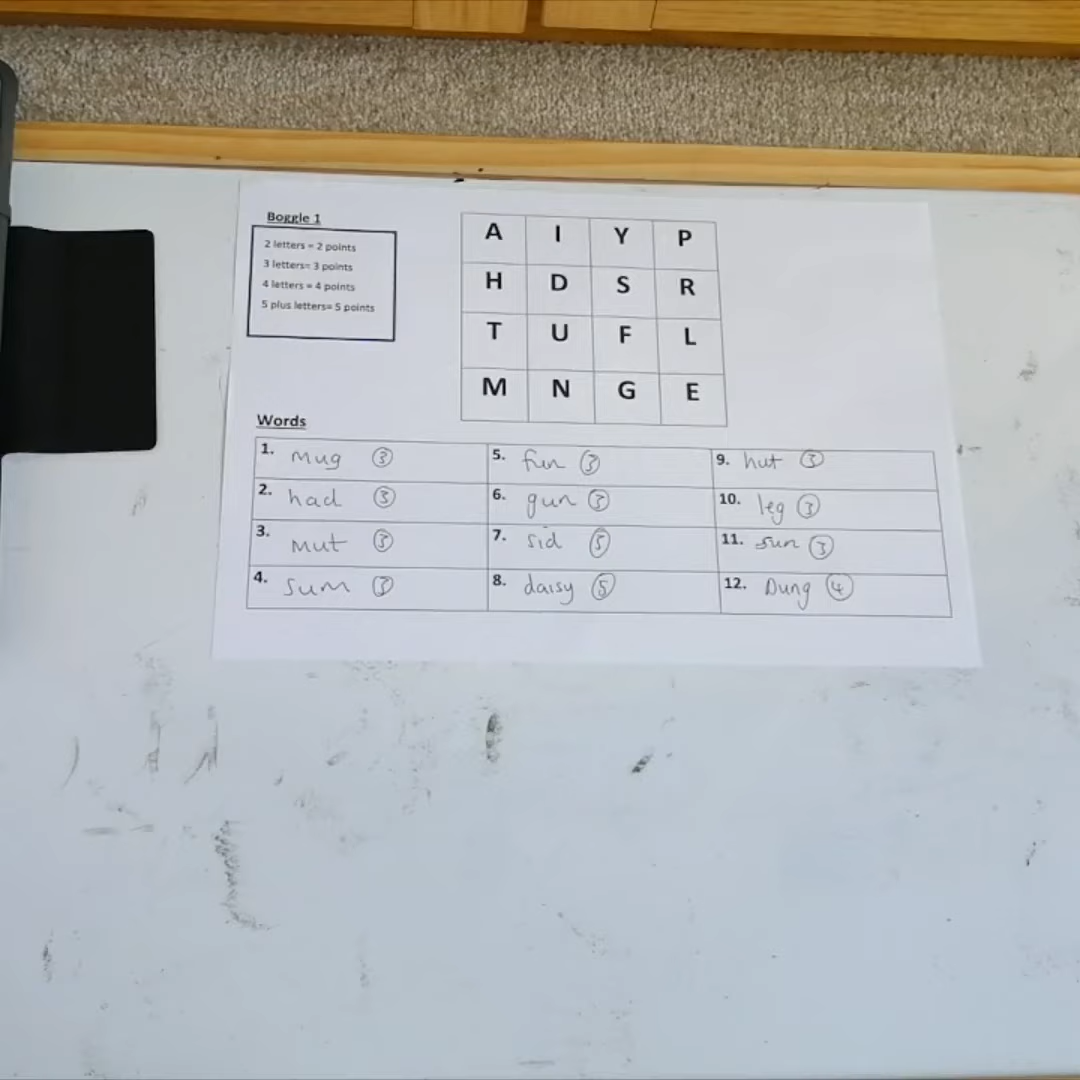 Boggle 1
2 letters = 2 points
3 letters= 3 points
4 letters = 4 points
5 plus letters= 5 points
A I Y P
H D S R
T U F L
M N G E
Words
1. mug ③ 5. fun ③ 9. hut ③
2. had ③ 6. gun ③ 10. leg ③
3. mut ③ 7. sid ③ 11. sun ③
4. sum ③ 8. daisy ⑤ 12. Dung ④